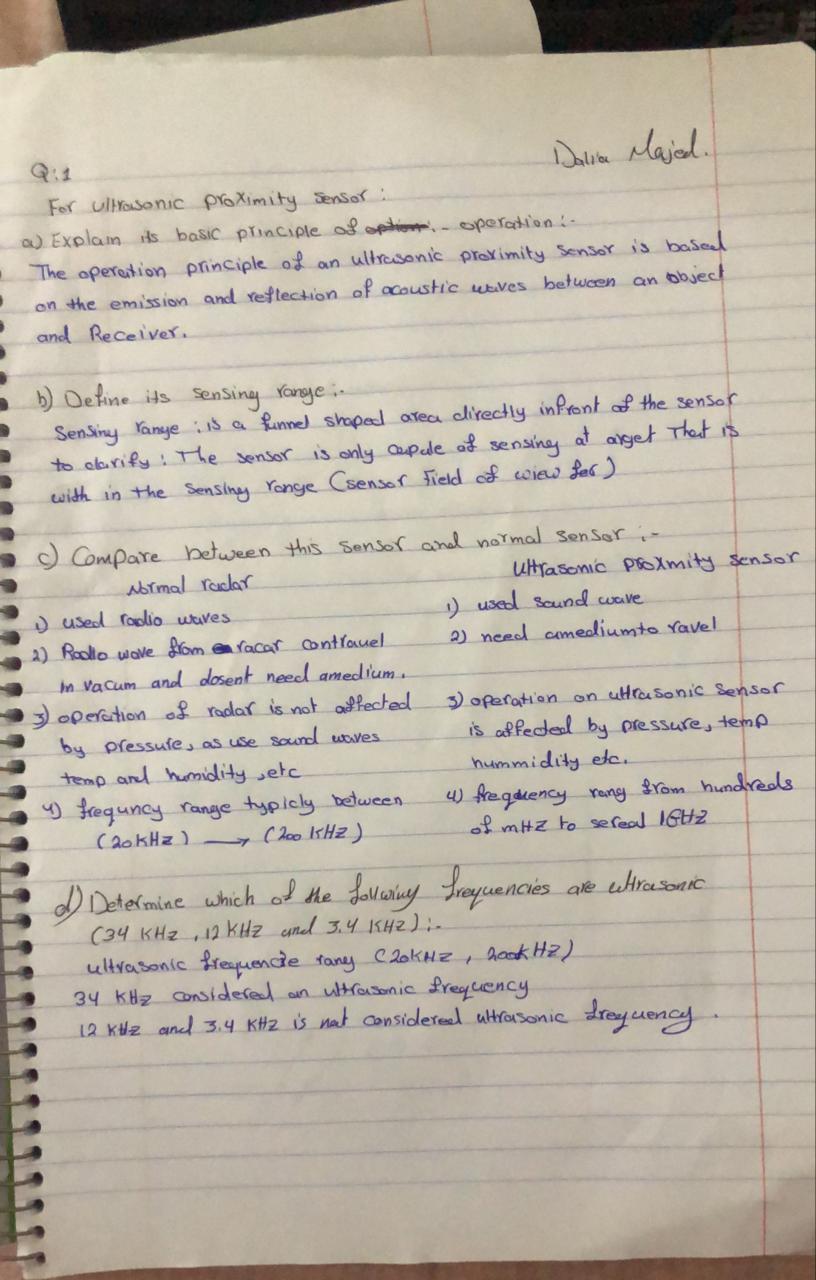 Dalia Majed.
Q:1
For ultrasonic proximity sensor :
a) Explain its basic principle of option :- operation :-
The operation principle of an ultrasonic proximity sensor is based
on the emission and reflection of acoustic waves between an object
and Receiver.
b) Define its sensing range :-
Sensing range : is a funnel shaped area directly infront of the sensor
to clarify : The sensor is only capule of sensing at arget That is
with in the sensing range (sensor Field of wiew for)
c) Compare between this sensor and normal sensor :-
Normal radar
1) used radio waves
2) Radio wave from racar contravel
in vacum and dosent need amedium.
3) operation of radar is not affected
by pressure, as use sound waves
temp and humidity ,etc
4) frequncy range typicly between
(20 kHz) → (200 kHz)
Ultrasonic Proxmity sensor
1) used sound wave
2) need amediumto ravel
3) operation on ultrasonic sensor
is affected by pressure, temp
hummidity etc.
4) frequency rang from hundreds
of mHz to sereal 1GHz
d) Determine which of the follwing frequencies are ultrasonic
(34 KHz , 12 KHz and 3.4 KHz) :-
ultrasonic frequencie rang (20kHz , 200kHz)
34 KHz considered an ultrasonic frequency
12 KHz and 3.4 KHz is not considered ultrasonic freyuency .